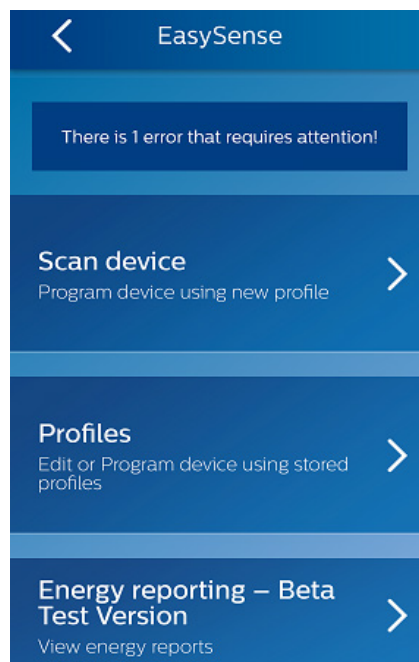 EasySense
There is 1 error that requires attention!
Scan device
Program device using new profile
Profiles
Edit or Program device using stored
profiles
Energy reporting – Beta
Test Version
View energy reports